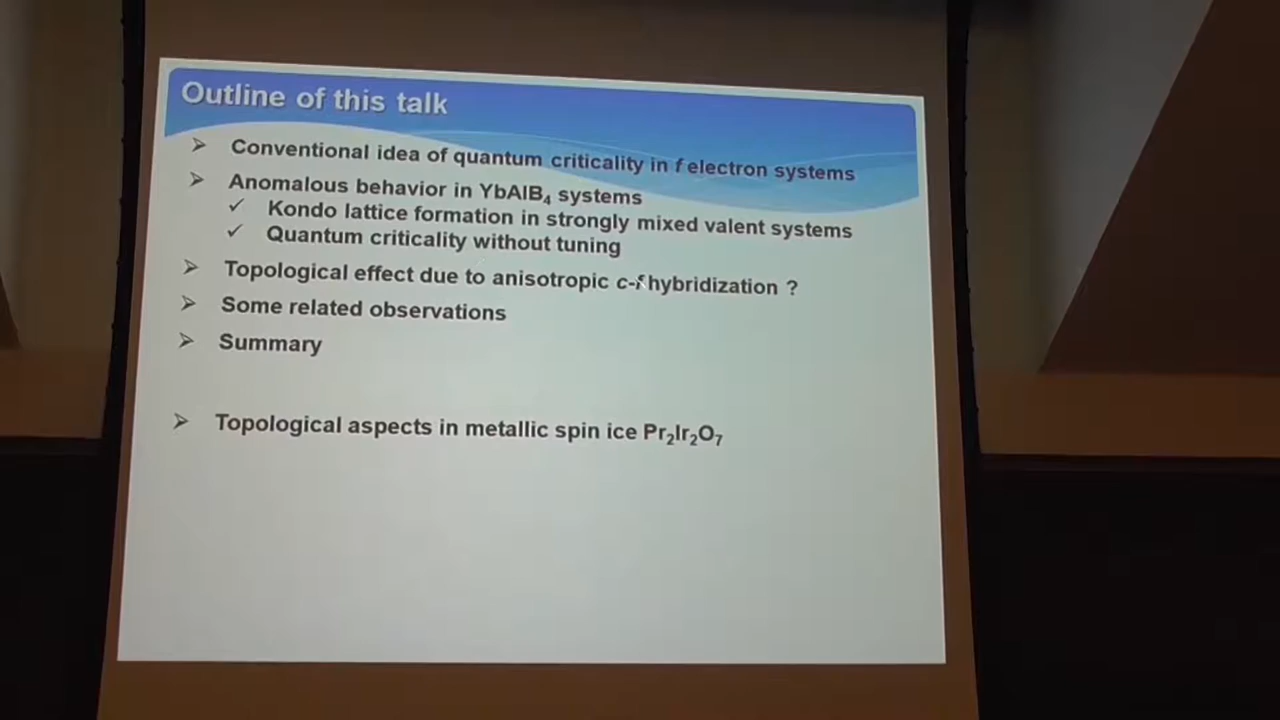 Outline of this talk
➢ Conventional idea of quantum criticality in f electron systems
➢ Anomalous behavior in YbAlB₄ systems
✓ Kondo lattice formation in strongly mixed valent systems
✓ Quantum criticality without tuning
➢ Topological effect due to anisotropic c-f hybridization ?
➢ Some related observations
➢ Summary
➢ Topological aspects in metallic spin ice Pr₂Ir₂O₇